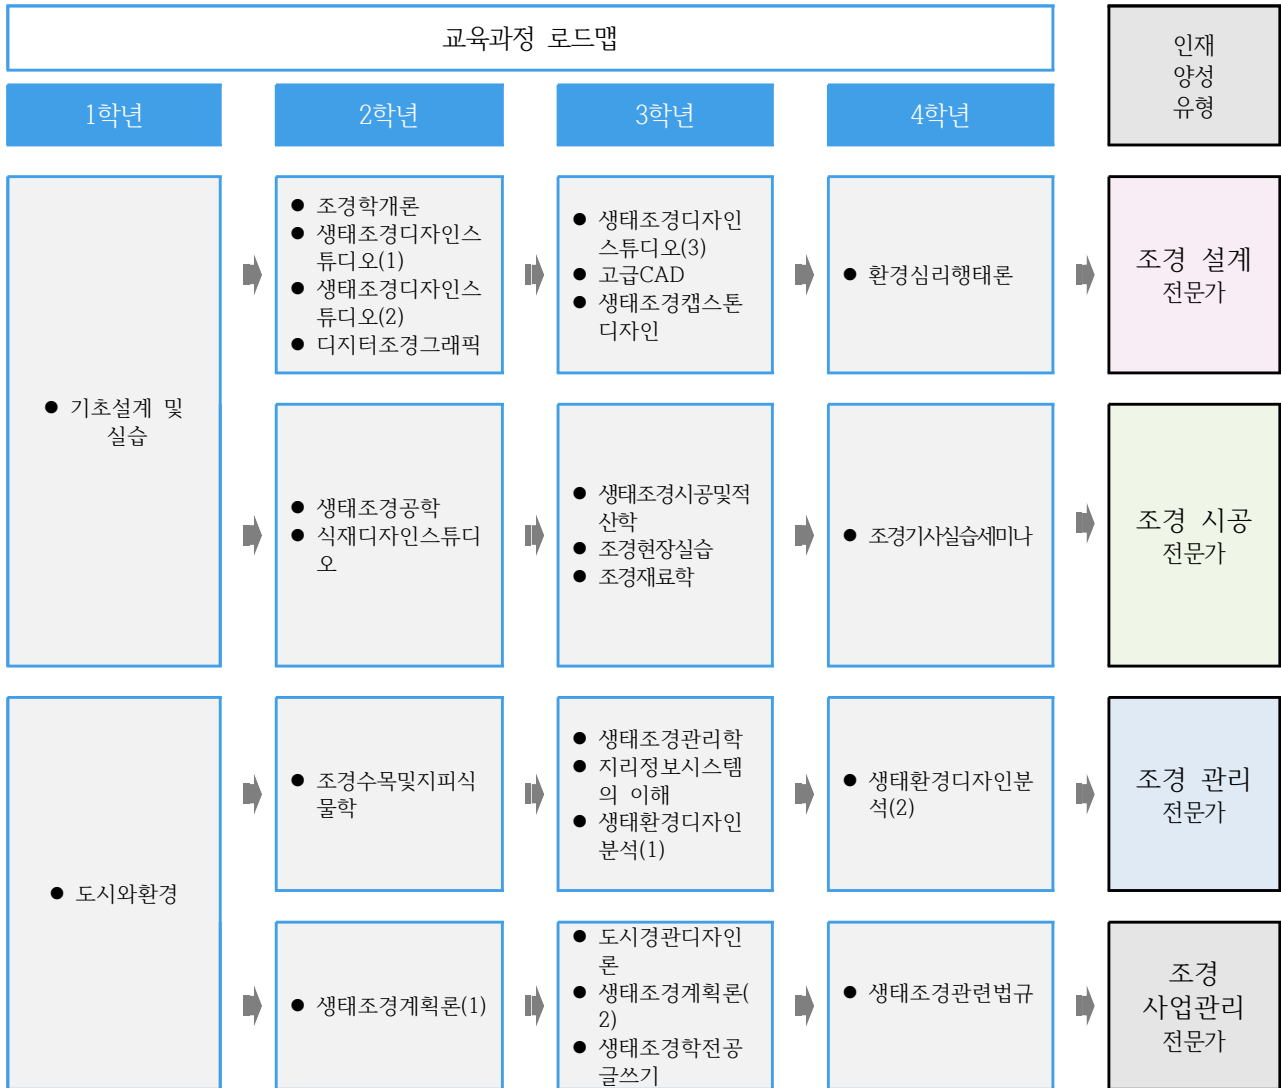 교육과정 로드맵
인재
양성
유형
1학년
2학년
3학년
4학년
● 기초설계 및
실습
● 조경학개론
● 생태조경디자인스
튜디오(1)
● 생태조경디자인스
튜디오(2)
● 디지터조경그래픽
● 생태조경디자인
스튜디오(3)
● 고급CAD
● 생태조경캡스톤
디자인
● 환경심리행태론
조경 설계
전문가
● 생태조경공학
● 식재디자인스튜디
오
● 생태조경시공및적
산학
● 조경현장실습
● 조경재료학
● 조경기사실습세미나
조경 시공
전문가
● 도시와환경
● 조경수목및지피식
물학
● 생태조경관리학
● 지리정보시스템
의 이해
● 생태환경디자인
분석(1)
● 생태환경디자인분
석(2)
조경 관리
전문가
● 생태조경계획론(1)
● 도시경관디자인
론
● 생태조경계획론(
2)
● 생태조경학전공
글쓰기
● 생태조경관련법규
조경
사업관리
전문가